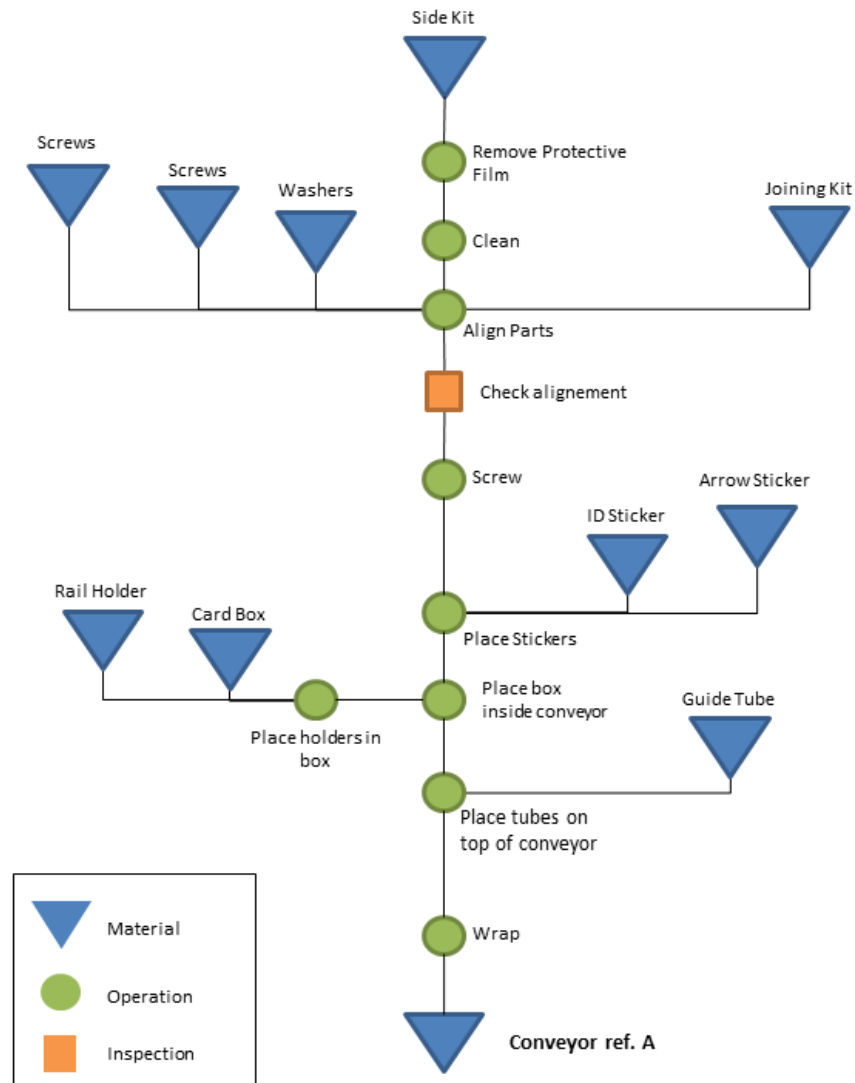 Side Kit
Screws
Screws
Washers
Remove Protective
Film
Joining Kit
Clean
Align Parts
Check alignement
Screw
Arrow Sticker
ID Sticker
Rail Holder
Card Box
Place Stickers
Place box
inside conveyor
Guide Tube
Place holders in
box
Place tubes on
top of conveyor
Material
Wrap
Operation
Conveyor ref. A
Inspection